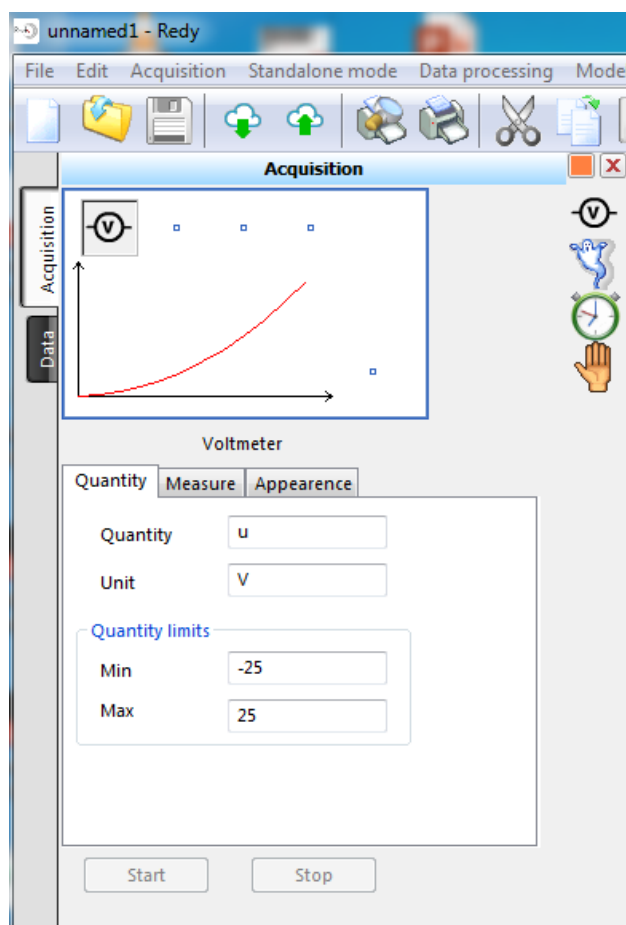 unnamed1 - Redy
File Edit Acquisition Standalone mode Data processing Mode
Acquisition
Acquisition
Data
V
V
Voltmeter
Quantity Measure Appearence
Quantity u
Unit V
Quantity limits
Min -25
Max 25
Start Stop